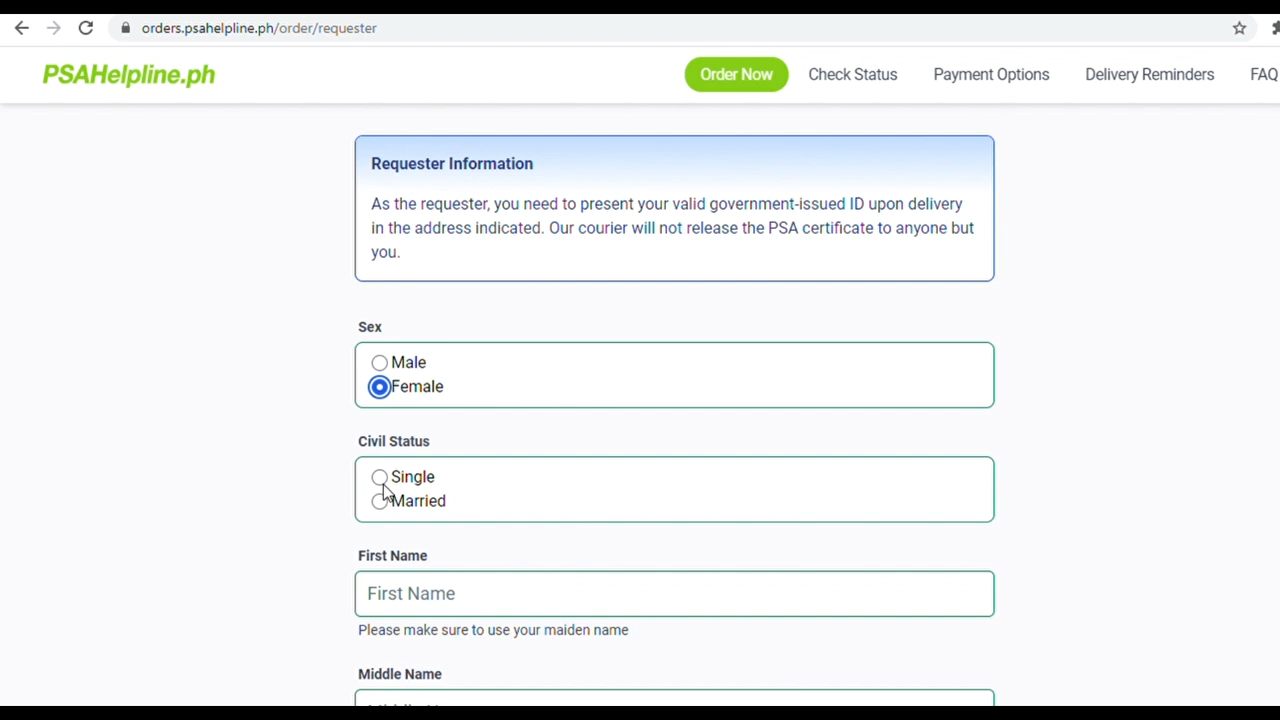 orders.psahelpline.ph/order/requester
PSAHelpline.ph
Order Now
Check Status
Payment Options
Delivery Reminders
FAQ
Requester Information
As the requester, you need to present your valid government-issued ID upon delivery
in the address indicated. Our courier will not release the PSA certificate to anyone but
you.
Sex
Male
Female
Civil Status
Single
Married
First Name
First Name
Please make sure to use your maiden name
Middle Name